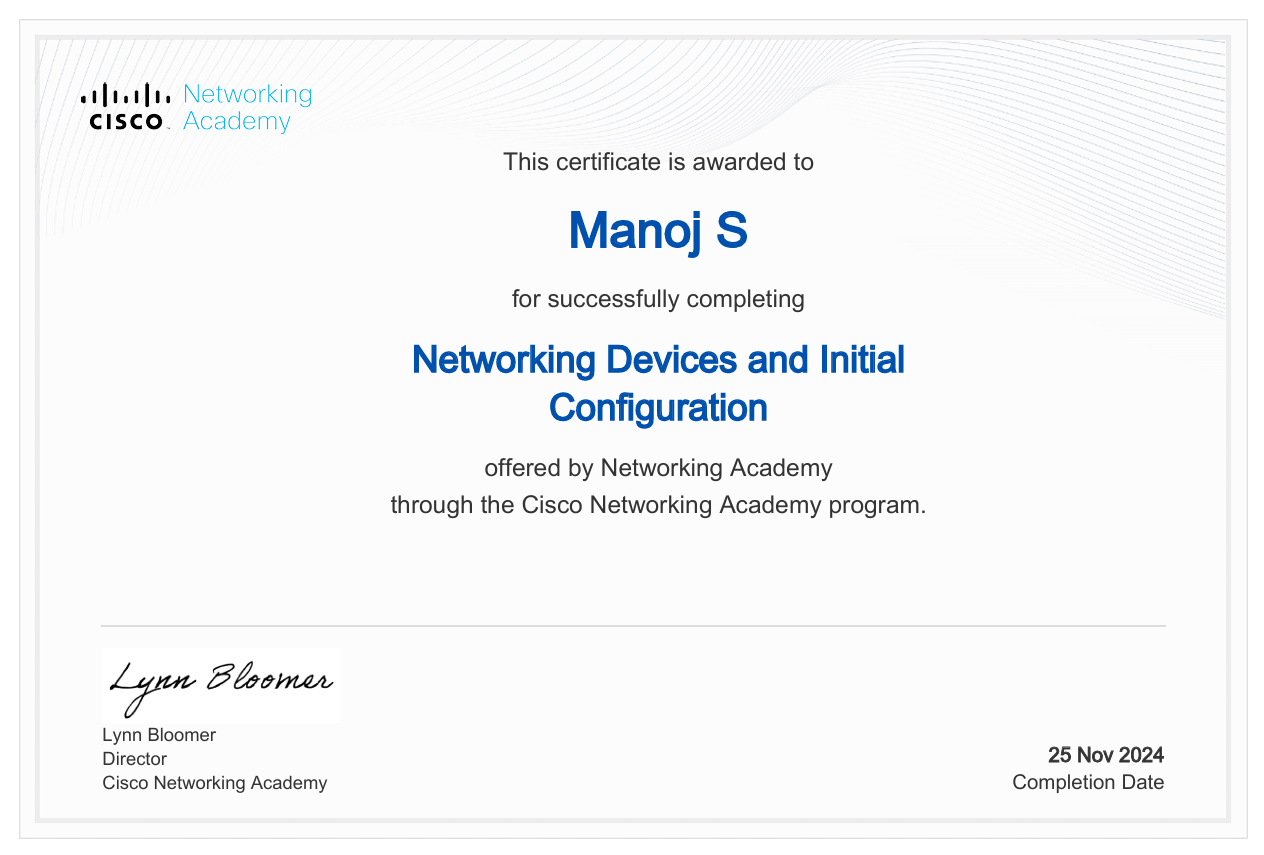 Networking
CISCO Academy
This certificate is awarded to
Manoj S
for successfully completing
Networking Devices and Initial
Configuration
offered by Networking Academy
through the Cisco Networking Academy program.
Lynn Bloomer
Lynn Bloomer
Director
Cisco Networking Academy
25 Nov 2024
Completion Date